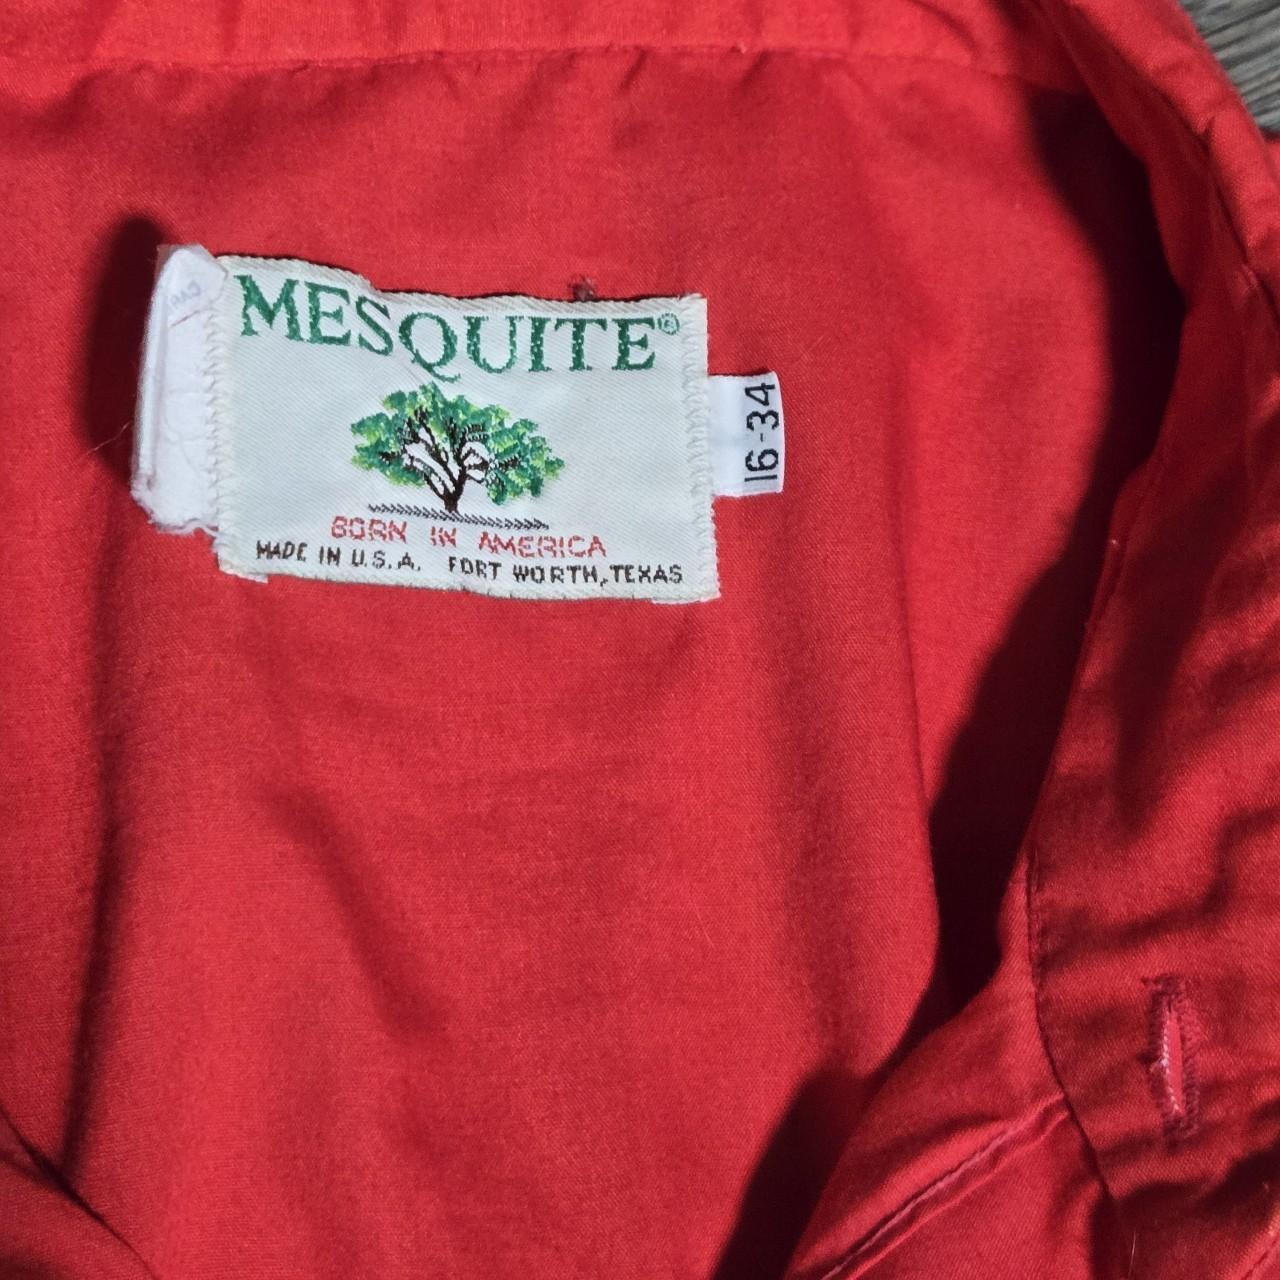 MESQUITE®
BORN IN AMERICA
MADE IN U.S.A. FORT WORTH, TEXAS
16-34